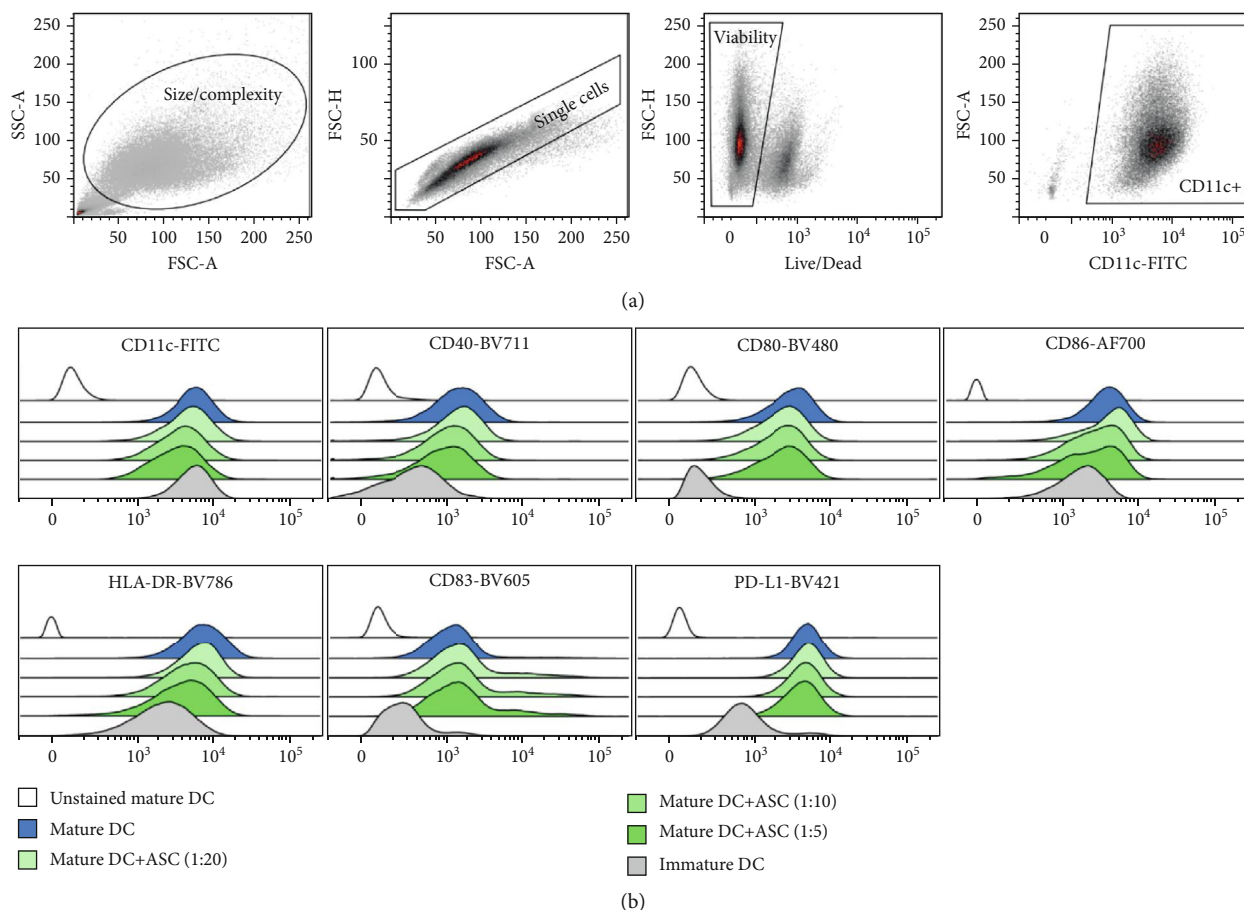 250
200
150
100
50
SSC-A
Size/complexity
50 100 150 200 250
FSC-A
100
50
FSC-H
Single cells
50 100 150 200 250
FSC-A
250
200
150
100
50
FSC-H
Viability
0 10³ 10⁴ 10⁵
Live/Dead
250
200
150
100
50
FSC-A
CD11c+
0 10³ 10⁴ 10⁵
CD11c-FITC
(a)
CD11c-FITC
0 10³ 10⁴ 10⁵
CD40-BV711
0 10³ 10⁴ 10⁵
CD80-BV480
0 10³ 10⁴ 10⁵
CD86-AF700
0 10³ 10⁴ 10⁵
HLA-DR-BV786
0 10³ 10⁴ 10⁵
CD83-BV605
0 10³ 10⁴ 10⁵
PD-L1-BV421
0 10³ 10⁴ 10⁵
Unstained mature DC
Mature DC
Mature DC+ASC (1:20)
Mature DC+ASC (1:10)
Mature DC+ASC (1:5)
Immature DC
(b)